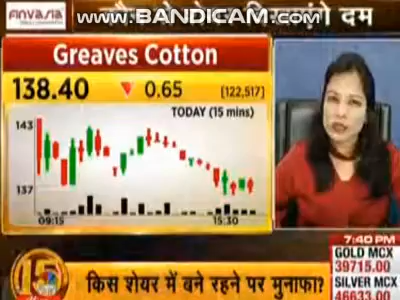 FINVASIA
www.BANDICAM.com
दम
Greaves Cotton
138.40 ▼ 0.65 [122,517]
TODAY (15 mins)
143
137
09:15 15:30
7:40 PM
GOLD MCX
39715.00
SILVER MCX
46633.00
15
किस शेयर में बने रहने पर मुनाफा?